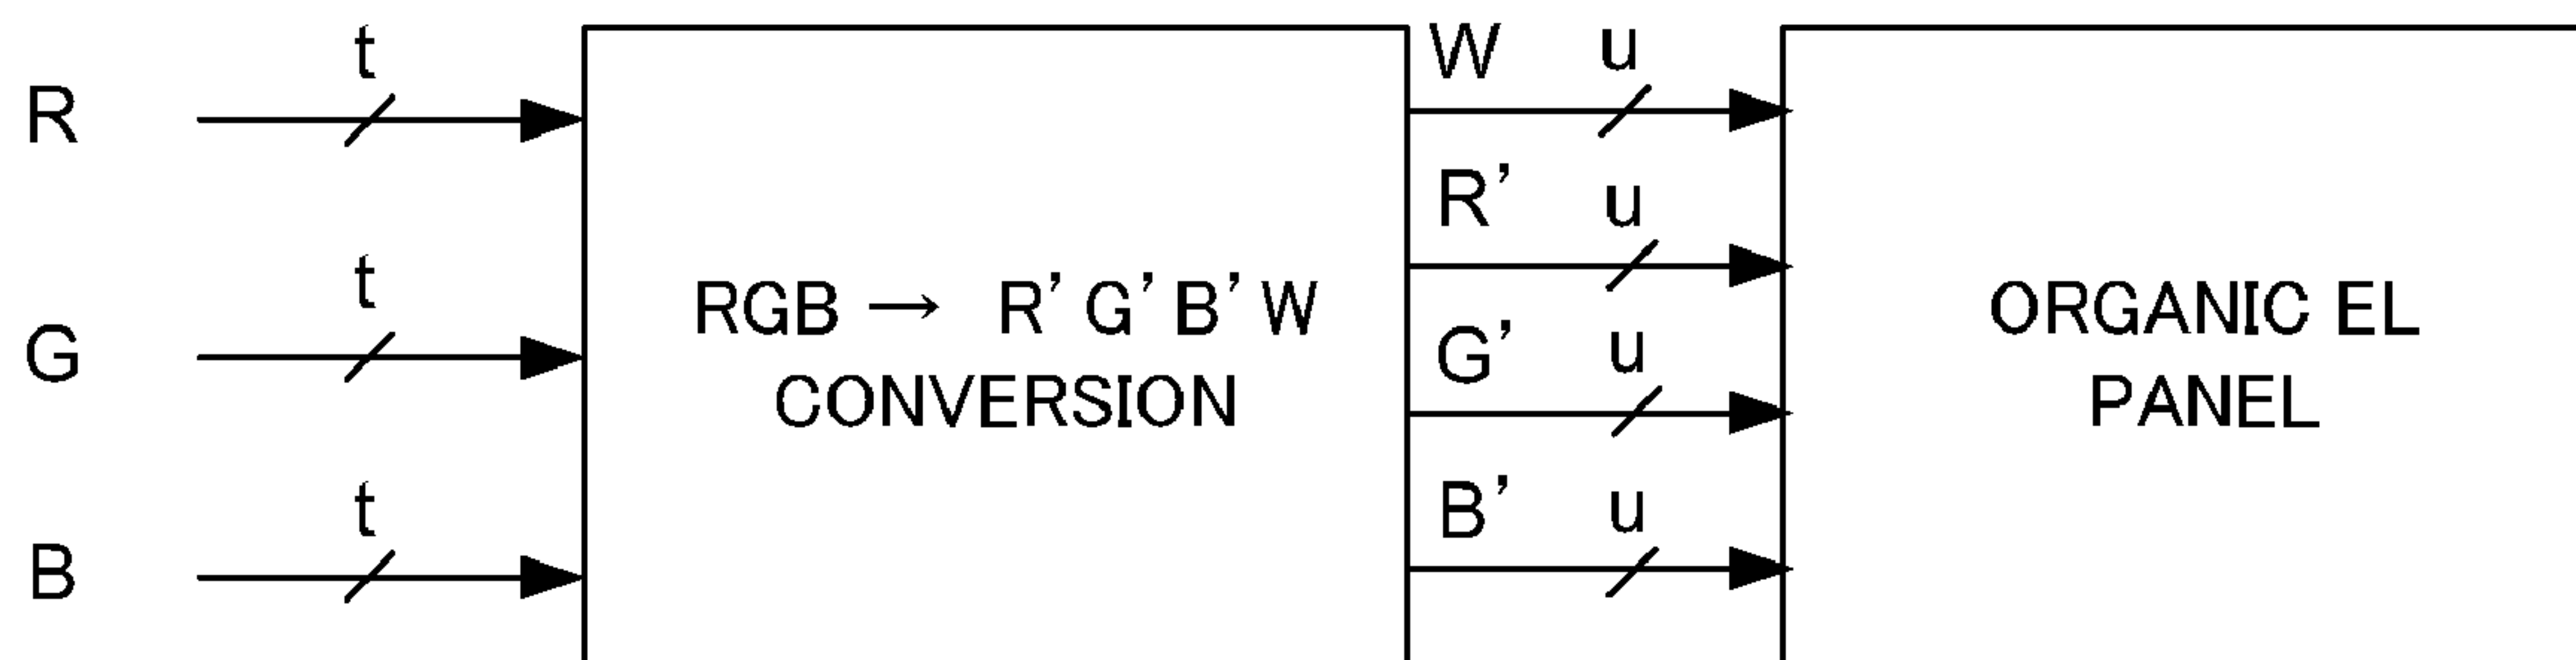 R
t
G
t
B
t
RGB → R' G' B' W
CONVERSION
W u
R' u
G' u
B' u
ORGANIC EL
PANEL